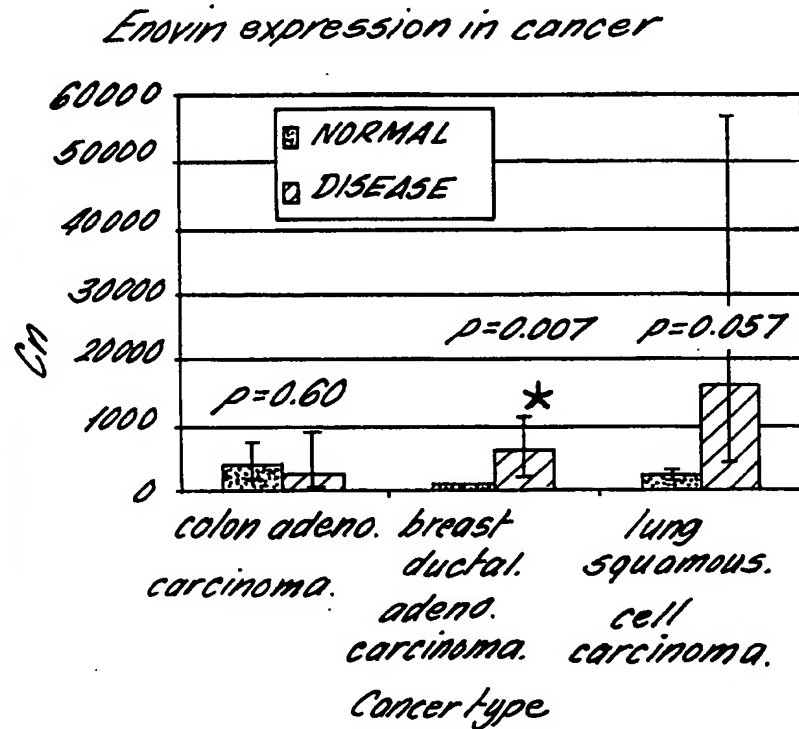 Enovin expression in cancer
60000
50000
40000
30000
20000
1000
0
Cn
NORMAL
DISEASE
p=0.60
p=0.007
p=0.057
*
colon adeno.
carcinoma.
breast
ductal.
adeno.
carcinoma.
lung
squamous.
cell
carcinoma.
Cancer type